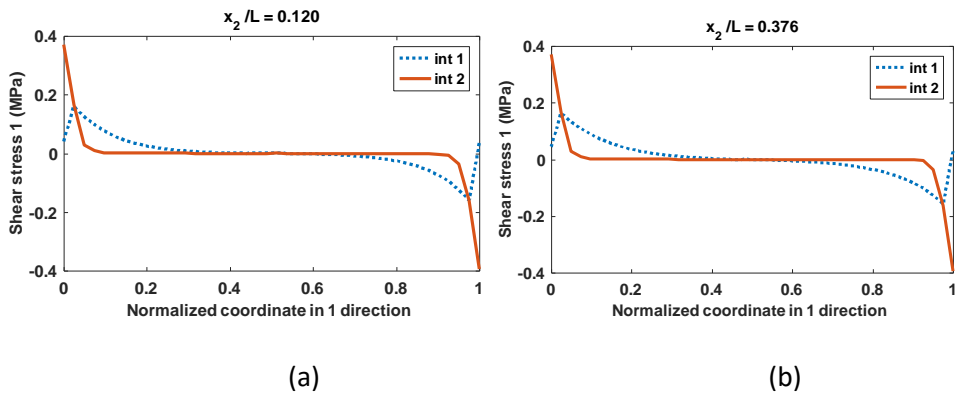 x2 /L = 0.120
0.4
0.2
0
-0.2
-0.4
Shear stress 1 (MPa)
int 1
int 2
0 0.2 0.4 0.6 0.8 1
Normalized coordinate in 1 direction
(a)
x2 /L = 0.376
0.4
0.2
0
-0.2
-0.4
Shear stress 1 (MPa)
int 1
int 2
0 0.2 0.4 0.6 0.8 1
Normalized coordinate in 1 direction
(b)